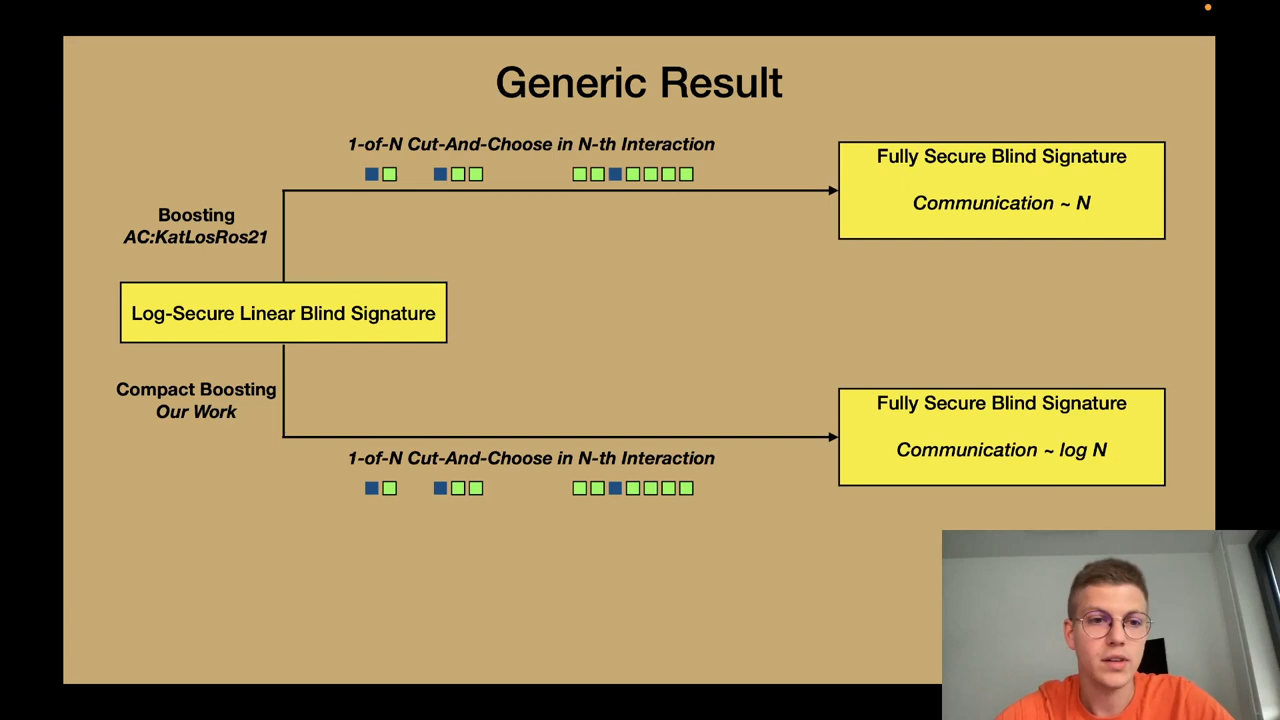 Generic Result
1-of-N Cut-And-Choose in N-th Interaction
Boosting
AC:KatLosRos21
Fully Secure Blind Signature
Communication ~ N
Log-Secure Linear Blind Signature
Compact Boosting
Our Work
Fully Secure Blind Signature
Communication ~ log N
1-of-N Cut-And-Choose in N-th Interaction